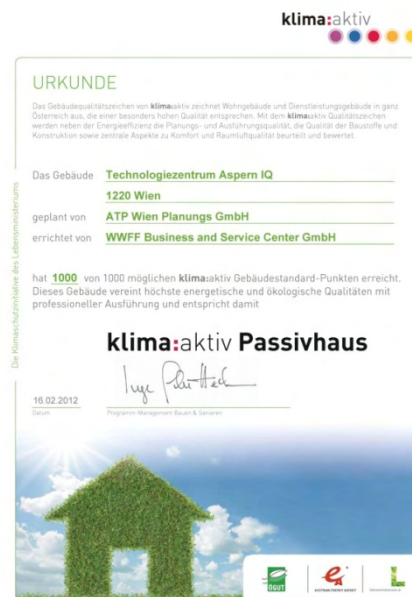 klima:aktiv
URKUNDE
Das Gebäudequalitätszeichen von klima:aktiv zeichnet Wohngebäude und Dienstleistungsgebäude in ganz
Österreich aus, die einer besonders hohen Qualität entsprechen. Mit dem klima:aktiv Qualitätszeichen
werden neben der Energieeffizienz die Planungs- und Ausführungsqualität, die Qualität der Baustoffe und
Konstruktion sowie zentrale Aspekte zu Komfort und Raumluftqualität beurteilt und bewertet.
Das Gebäude Technologiezentrum Aspern IQ
1220 Wien
geplant von ATP Wien Planungs GmbH
errichtet von WWFF Business and Service Center GmbH
hat 1000 von 1000 möglichen klima:aktiv Gebäudestandard-Punkten erreicht.
Dieses Gebäude vereint höchste energetische und ökologische Qualitäten mit
professioneller Ausführung und entspricht damit
klima:aktiv Passivhaus
16.02.2012
Datum
Programm-Management Bauen & Sanieren
Die Klimaschutzinitiative des Lebensministeriums
ÖGUT
AUSTRIAN ENERGY AGENCY